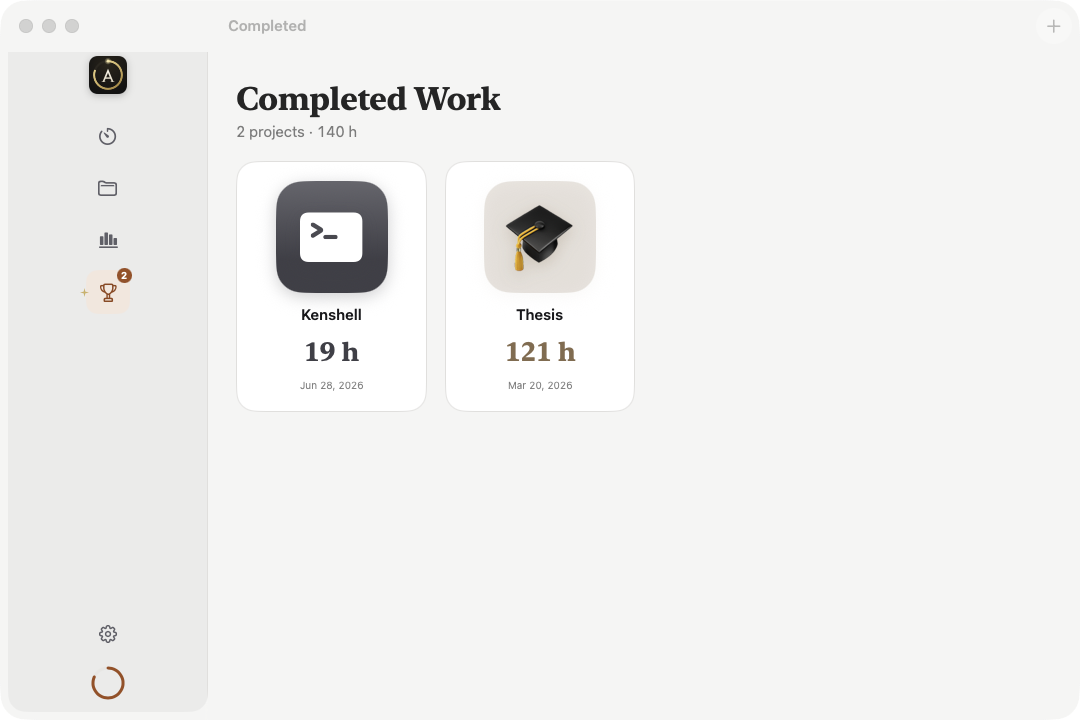 Completed
A
2
Completed Work
2 projects · 140 h
>_
Kenshell
19 h
Jun 28, 2026
Thesis
121 h
Mar 20, 2026